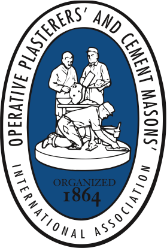 OPERATIVE PLASTERERS' AND CEMENT MASONS'
INTERNATIONAL ASSOCIATION
ORGANIZED
1864